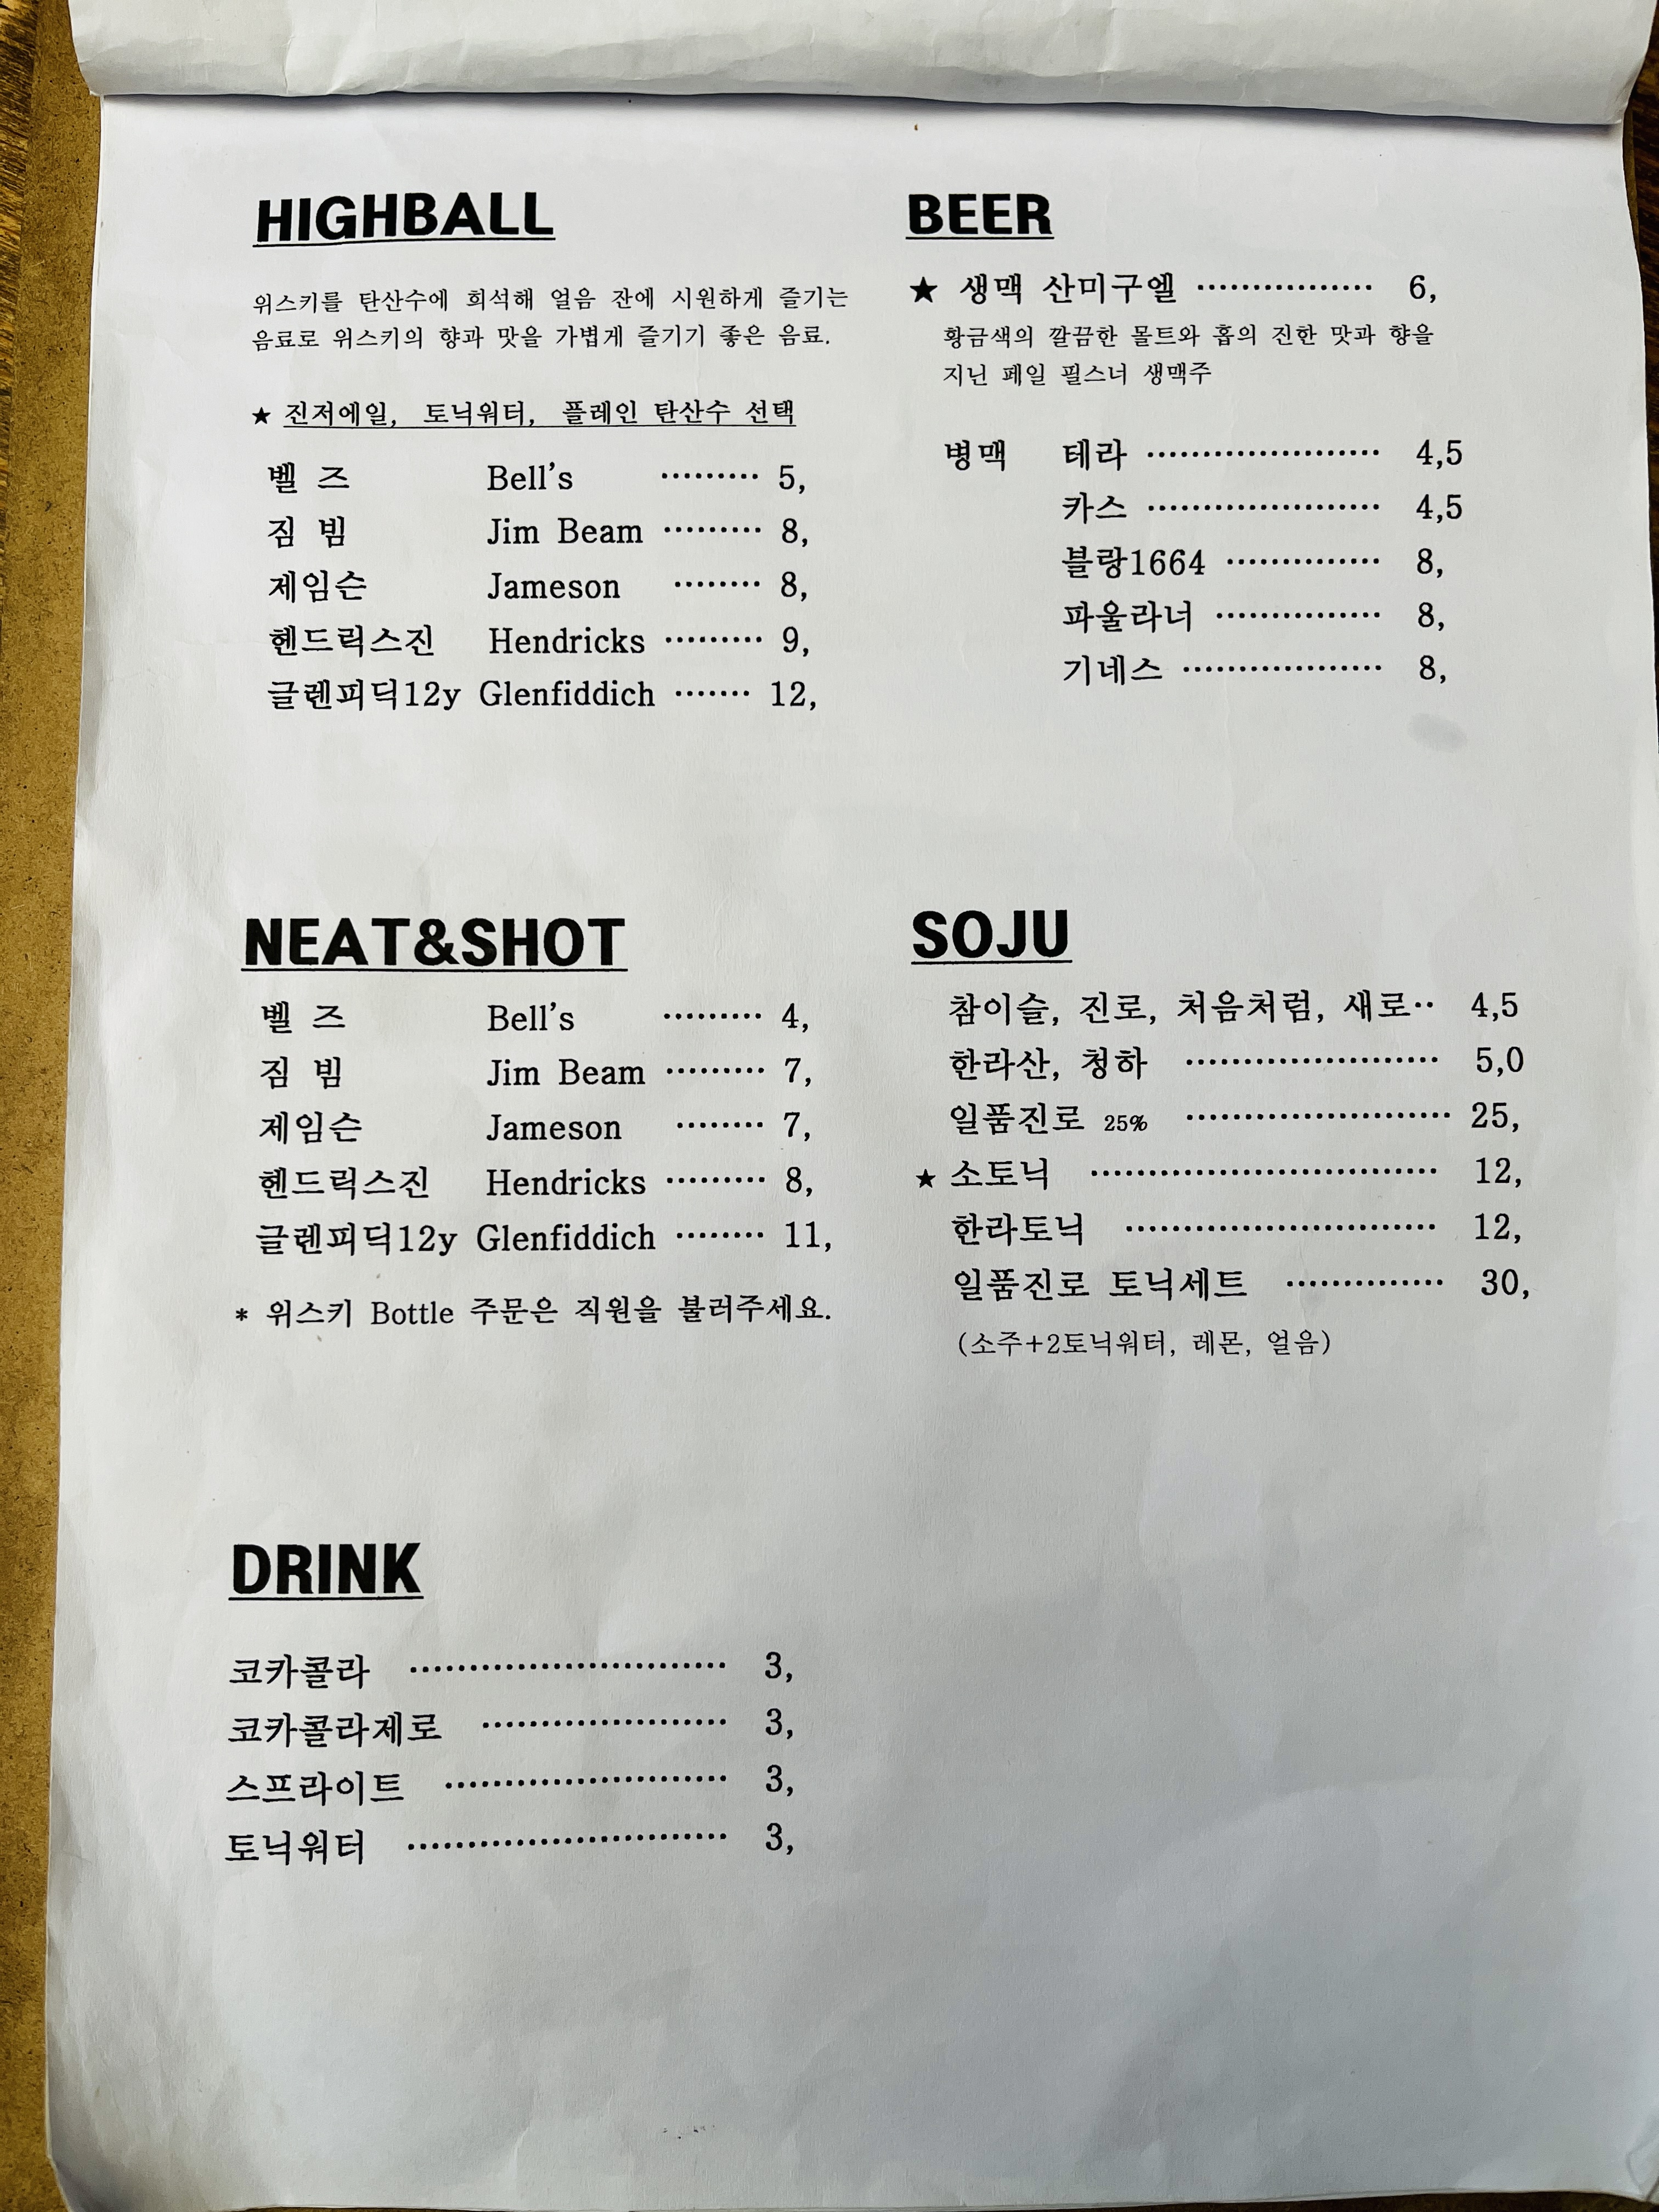 HIGHBALL
위스키를 탄산수에 희석해 얼음 잔에 시원하게 즐기는
음료로 위스키의 향과 맛을 가볍게 즐기기 좋은 음료.
★ 진저에일, 토닉워터, 플레인 탄산수 선택
벨 즈 Bell's ········· 5,
짐 빔 Jim Beam ········· 8,
제임슨 Jameson ········ 8,
헨드릭스진 Hendricks ········· 9,
글렌피딕12y Glenfiddich ······· 12,
BEER
★ 생맥 산미구엘 ················ 6,
황금색의 깔끔한 몰트와 홉의 진한 맛과 향을
지닌 페일 필스너 생맥주
병맥 테라 ····················· 4,5
카스 ····················· 4,5
블랑1664 ·············· 8,
파울라너 ··············· 8,
기네스 ·················· 8,
NEAT&SHOT
벨 즈 Bell's ········· 4,
짐 빔 Jim Beam ········· 7,
제임슨 Jameson ········ 7,
헨드릭스진 Hendricks ········· 8,
글렌피딕12y Glenfiddich ········ 11,
* 위스키 Bottle 주문은 직원을 불러주세요.
SOJU
참이슬, 진로, 처음처럼, 새로·· 4,5
한라산, 청하 ······················· 5,0
일품진로 25% ························ 25,
★ 소토닉 ······························· 12,
한라토닉 ···························· 12,
일품진로 토닉세트 ·············· 30,
(소주+2토닉워터, 레몬, 얼음)
DRINK
코카콜라 ··························· 3,
코카콜라제로 ····················· 3,
스프라이트 ························ 3,
토닉워터 ··························· 3,